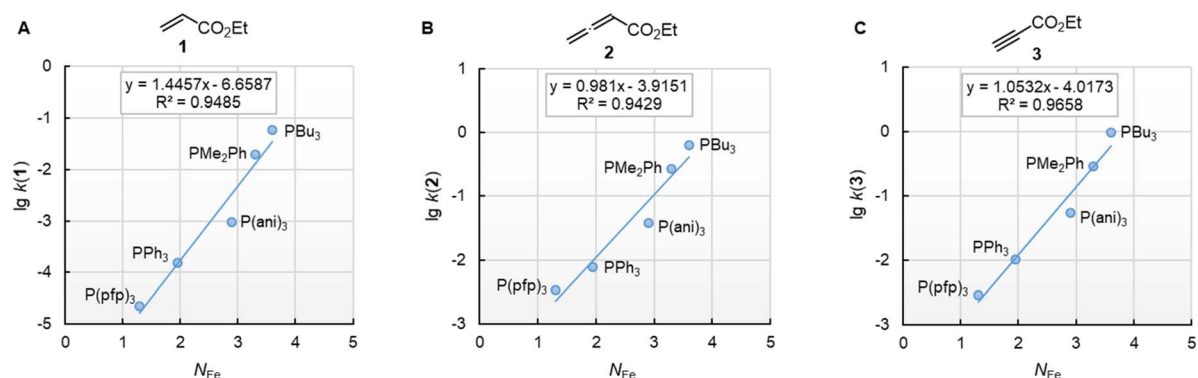 A
CO2Et
1
y = 1.4457x - 6.6587
R² = 0.9485
0
-1
-2
-3
-4
-5
lg k(1)
PBu3
PMe2Ph
P(ani)3
PPh3
P(pfp)3
0 1 2 3 4 5
NFe
B
CO2Et
2
y = 0.981x - 3.9151
R² = 0.9429
1
0
-1
-2
-3
lg k(2)
PBu3
PMe2Ph
P(ani)3
PPh3
P(pfp)3
0 1 2 3 4 5
NFe
C
CO2Et
3
y = 1.0532x - 4.0173
R² = 0.9658
1
0
-1
-2
-3
lg k(3)
PBu3
PMe2Ph
P(ani)3
PPh3
P(pfp)3
0 1 2 3 4 5
NFe